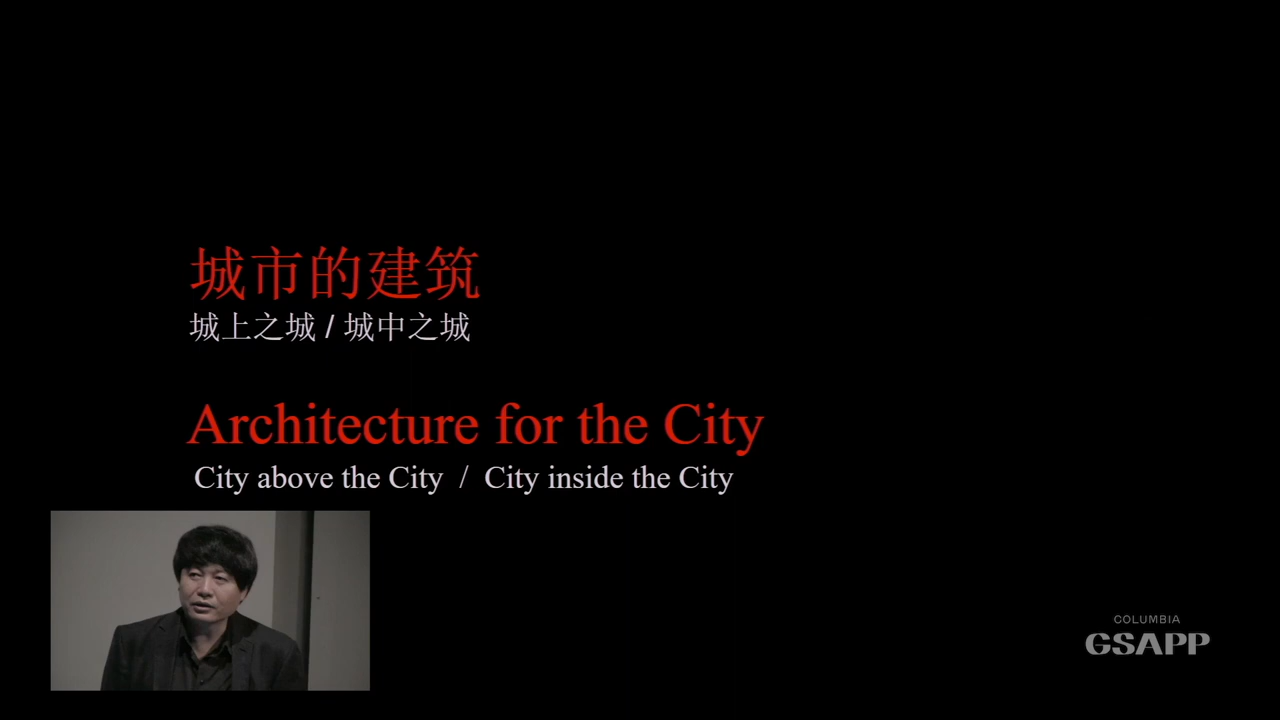 城市的建筑
城上之城 / 城中之城
Architecture for the City
City above the City / City inside the City
COLUMBIA
GSAPP